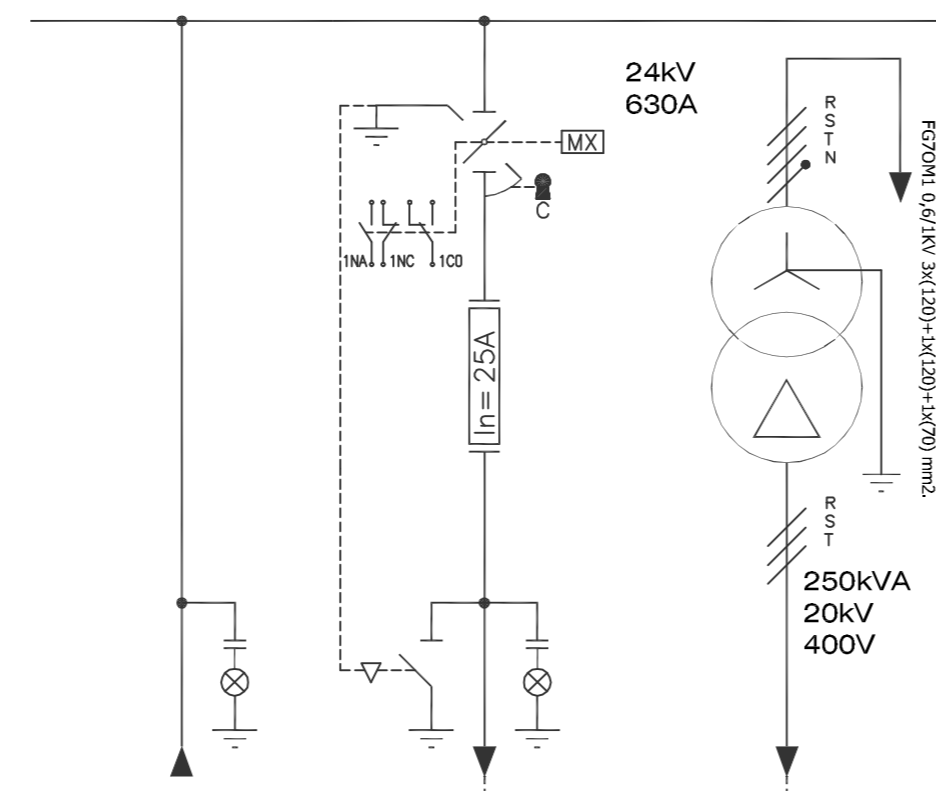 24kV
630A
MX
C
1NA
1NC
1CO
In= 25A
R
S
T
N
FG7OM1 0,6/1KV 3x(120)+1x(120)+1x(70) mm2.
R
S
T
250kVA
20kV
400V